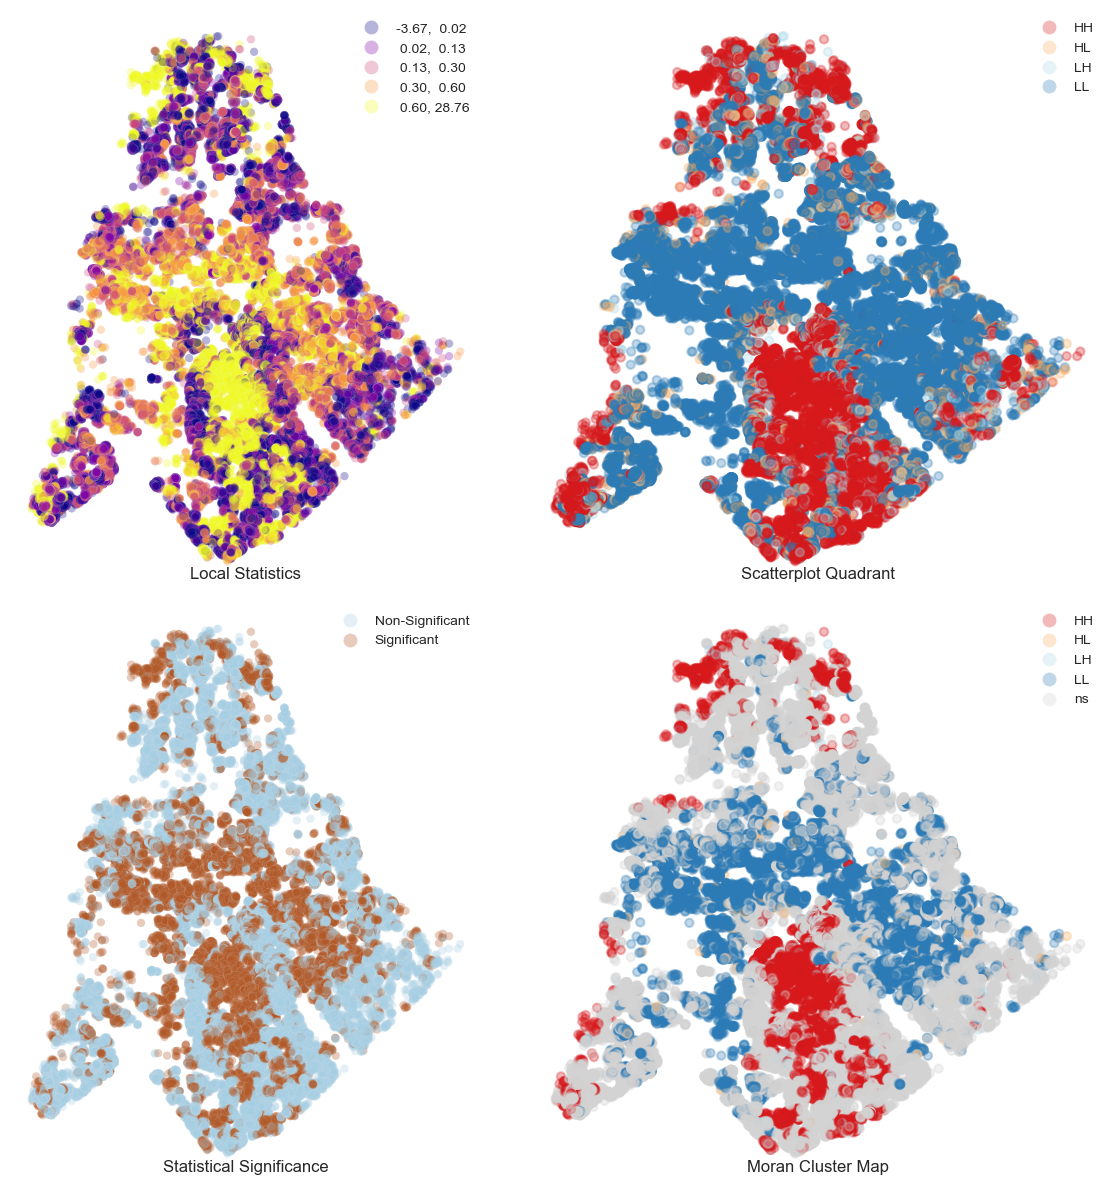 -3.67, 0.02
0.02, 0.13
0.13, 0.30
0.30, 0.60
0.60, 28.76
Local Statistics
HH
HL
LH
LL
Scatterplot Quadrant
Non-Significant
Significant
Statistical Significance
HH
HL
LH
LL
ns
Moran Cluster Map